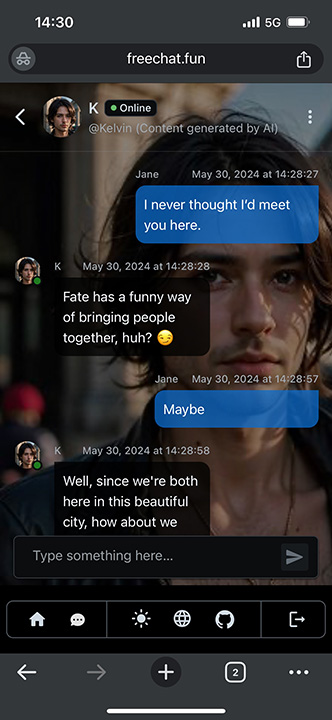 14:30
5G
freechat.fun
K
Online
@Kelvin (Content generated by AI)
Jane May 30, 2024 at 14:28:27
I never thought I'd meet
you here.
K May 30, 2024 at 14:28:28
Fate has a funny way
of bringing people
together, huh? 😏
Jane May 30, 2024 at 14:28:57
Maybe
K May 30, 2024 at 14:28:58
Well, since we're both
here in this beautiful
city, how about we
Type something here...
2